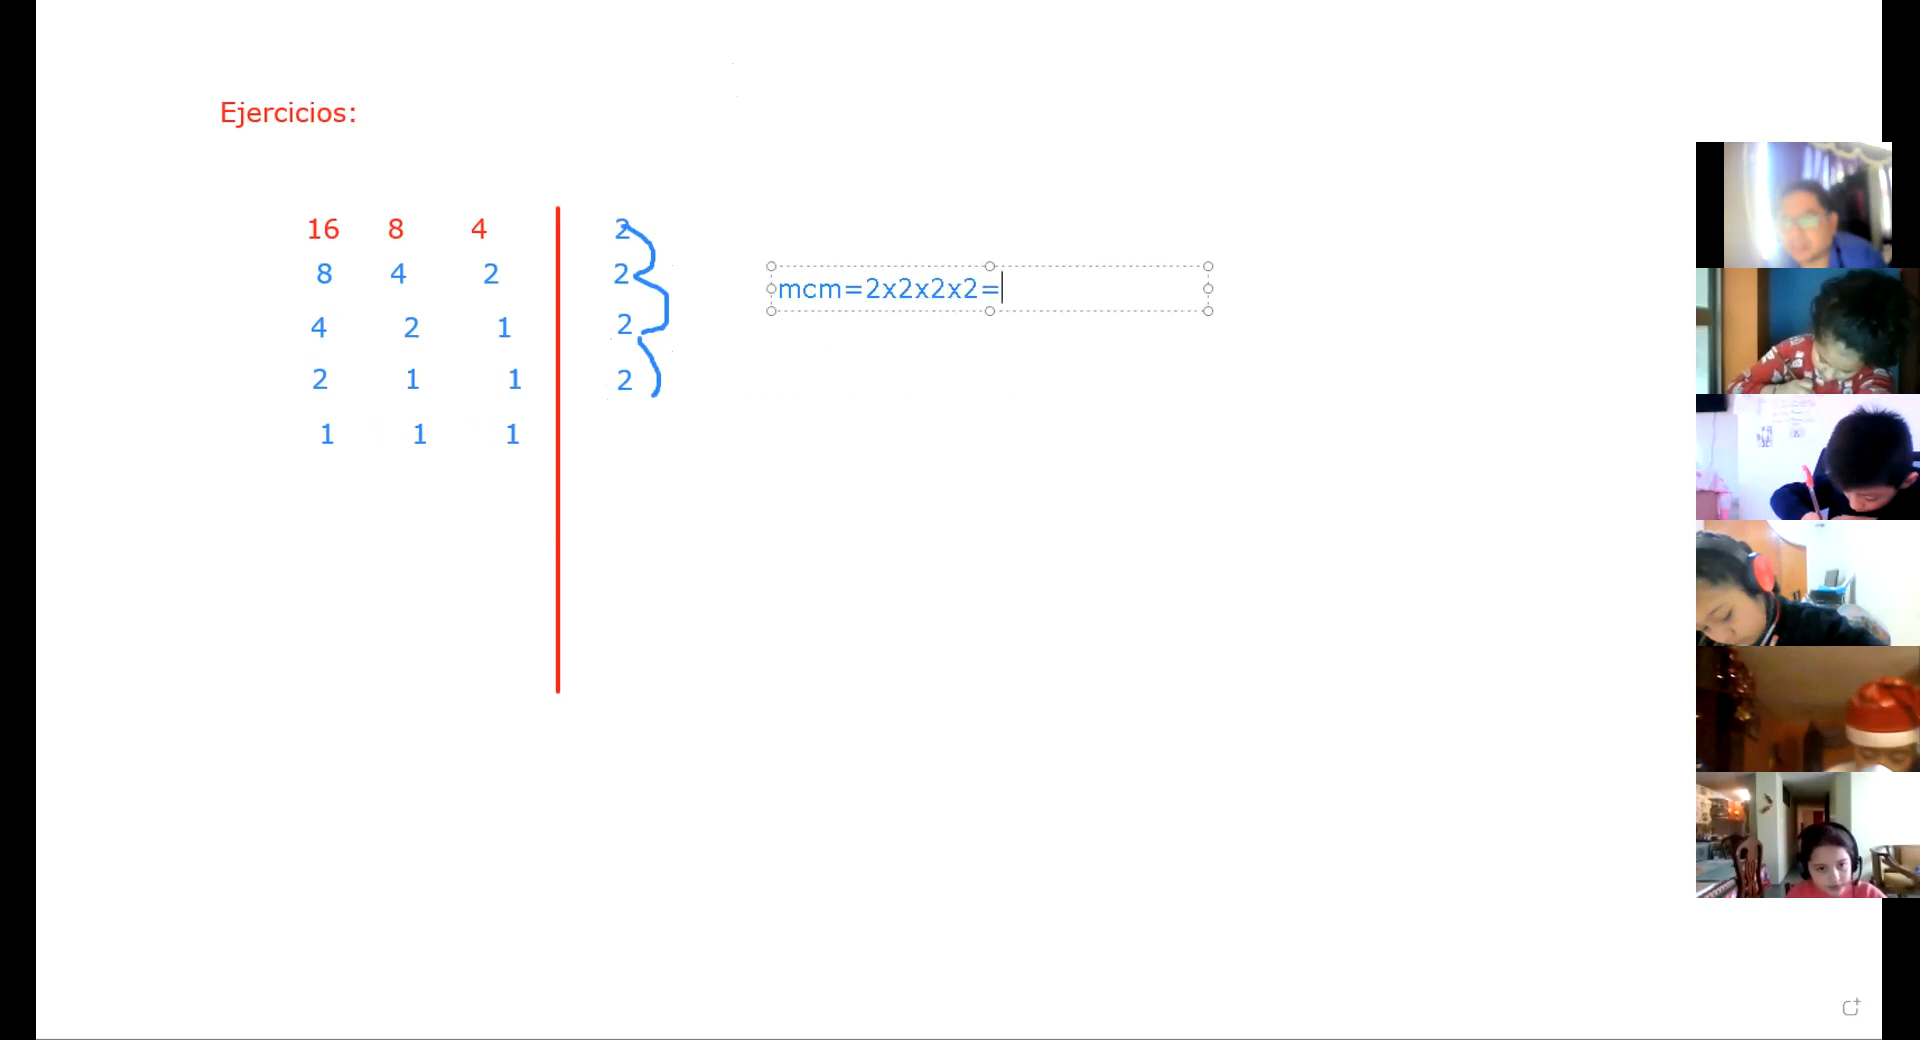 Ejercicios:
16 8 4 2
8 4 2 2
mcm=2x2x2x2=
4 2 1 2
2 1 1 2
1 1 1